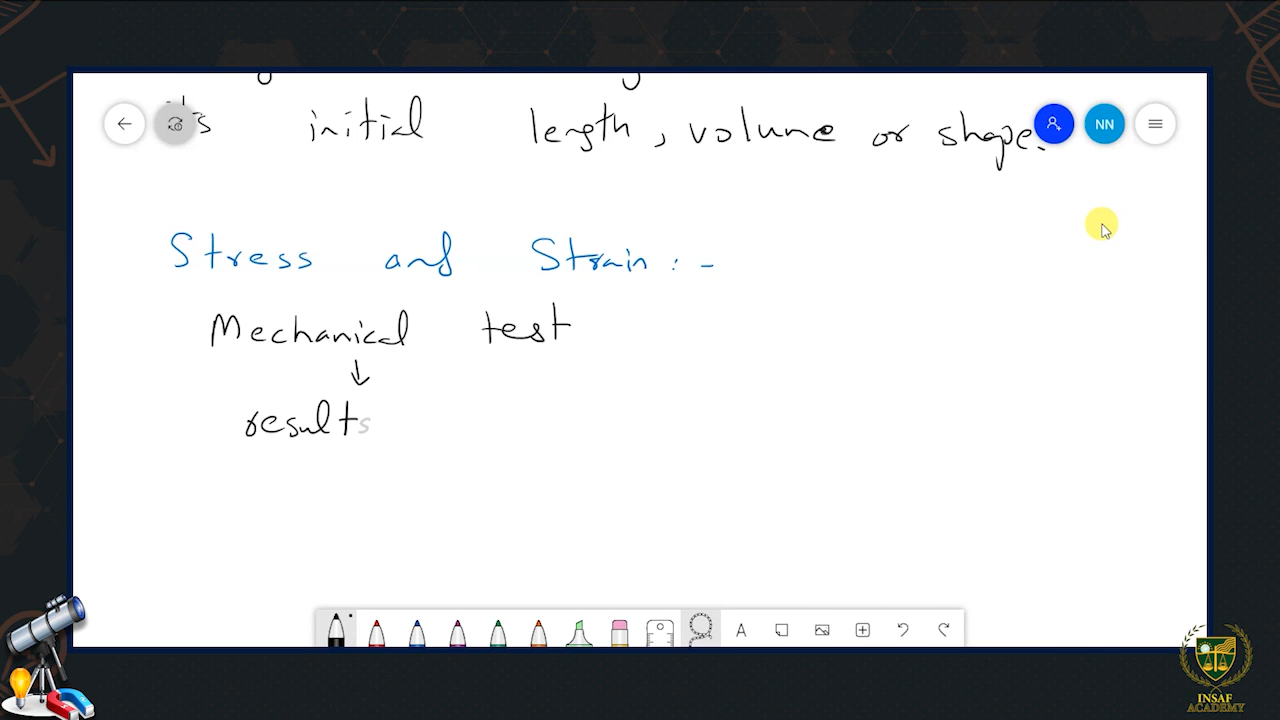 initial length, volume or shape.
NN
Stress and Strain : -
Mechanical test
↓
results
A
INSAF
ACADEMY